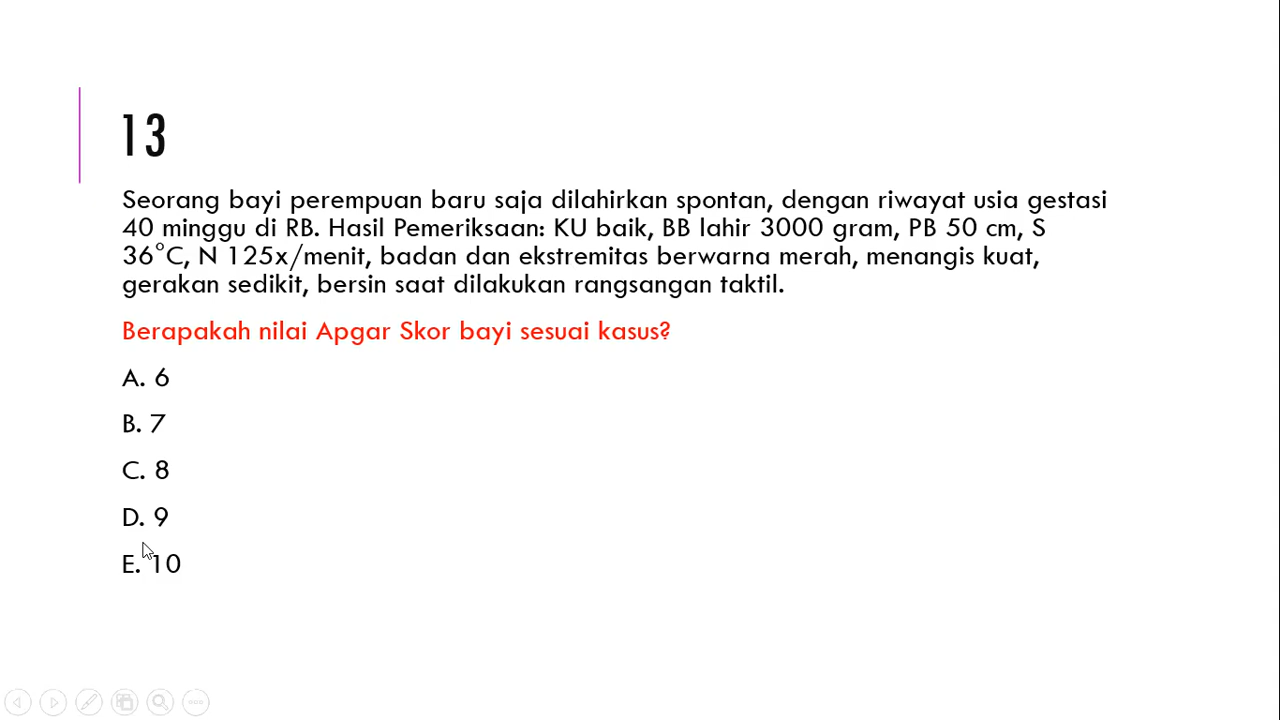 13
Seorang bayi perempuan baru saja dilahirkan spontan, dengan riwayat usia gestasi
40 minggu di RB. Hasil Pemeriksaan: KU baik, BB lahir 3000 gram, PB 50 cm, S
36°C, N 125x/menit, badan dan ekstremitas berwarna merah, menangis kuat,
gerakan sedikit, bersin saat dilakukan rangsangan taktil.
Berapakah nilai Apgar Skor bayi sesuai kasus?
A. 6
B. 7
C. 8
D. 9
E. 10